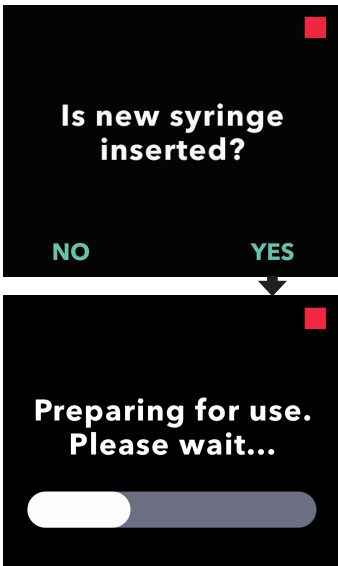 Is new syringe
inserted?
NO YES
Preparing for use.
Please wait...